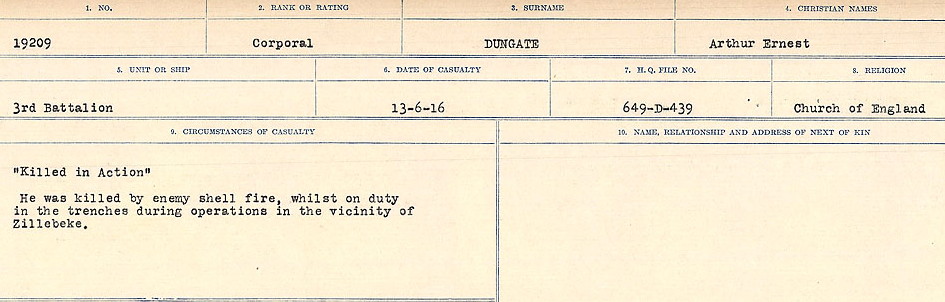 1. NO. 2. RANK OR RATING 3. SURNAME 4. CHRISTIAN NAMES
19209 Corporal DUNGATE Arthur Ernest
5. UNIT OR SHIP 6. DATE OF CASUALTY 7. H. Q. FILE NO. 8. RELIGION
3rd Battalion 13-6-16 649-D-439 Church of England
9. CIRCUMSTANCES OF CASUALTY 10. NAME, RELATIONSHIP AND ADDRESS OF NEXT OF KIN
"Killed in Action"
He was killed by enemy shell fire, whilst on duty
in the trenches during operations in the vicinity of
Zillebeke.